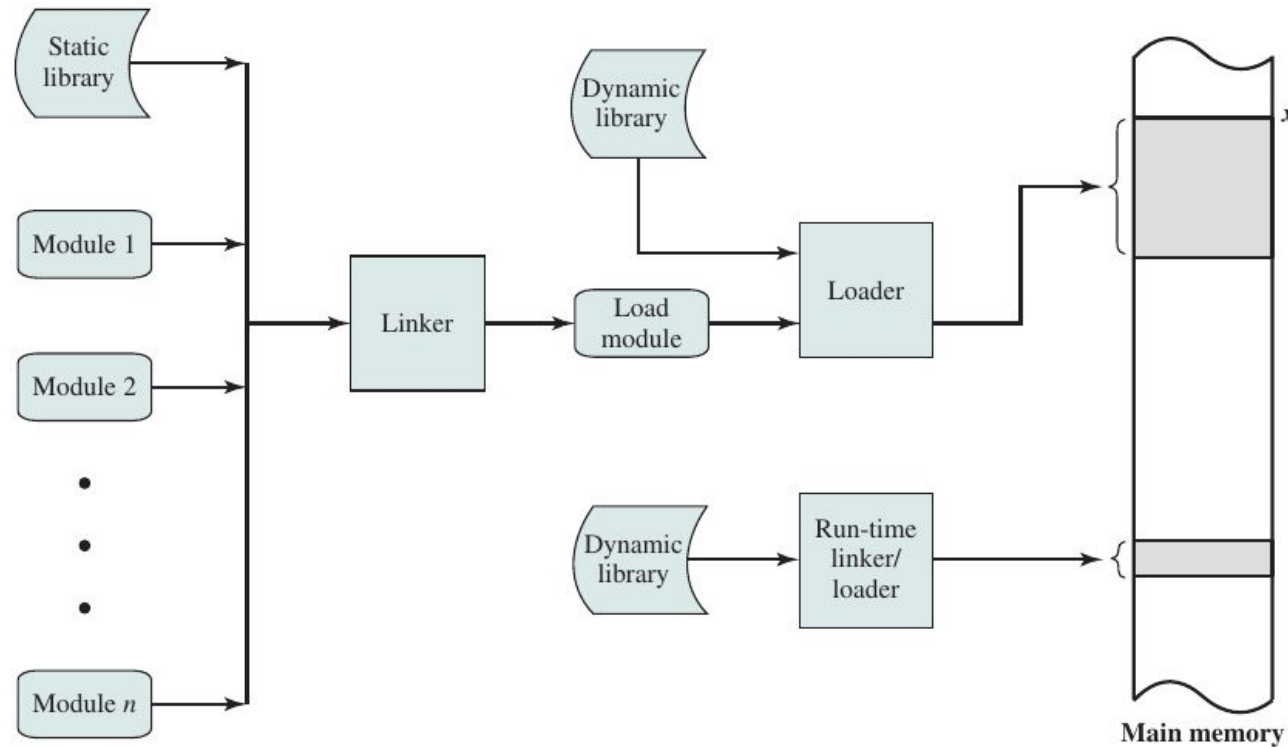 Static
library
Module 1
Module 2
Module n
Linker
Dynamic
library
Load
module
Loader
Dynamic
library
Run-time
linker/
loader
x
Main memory